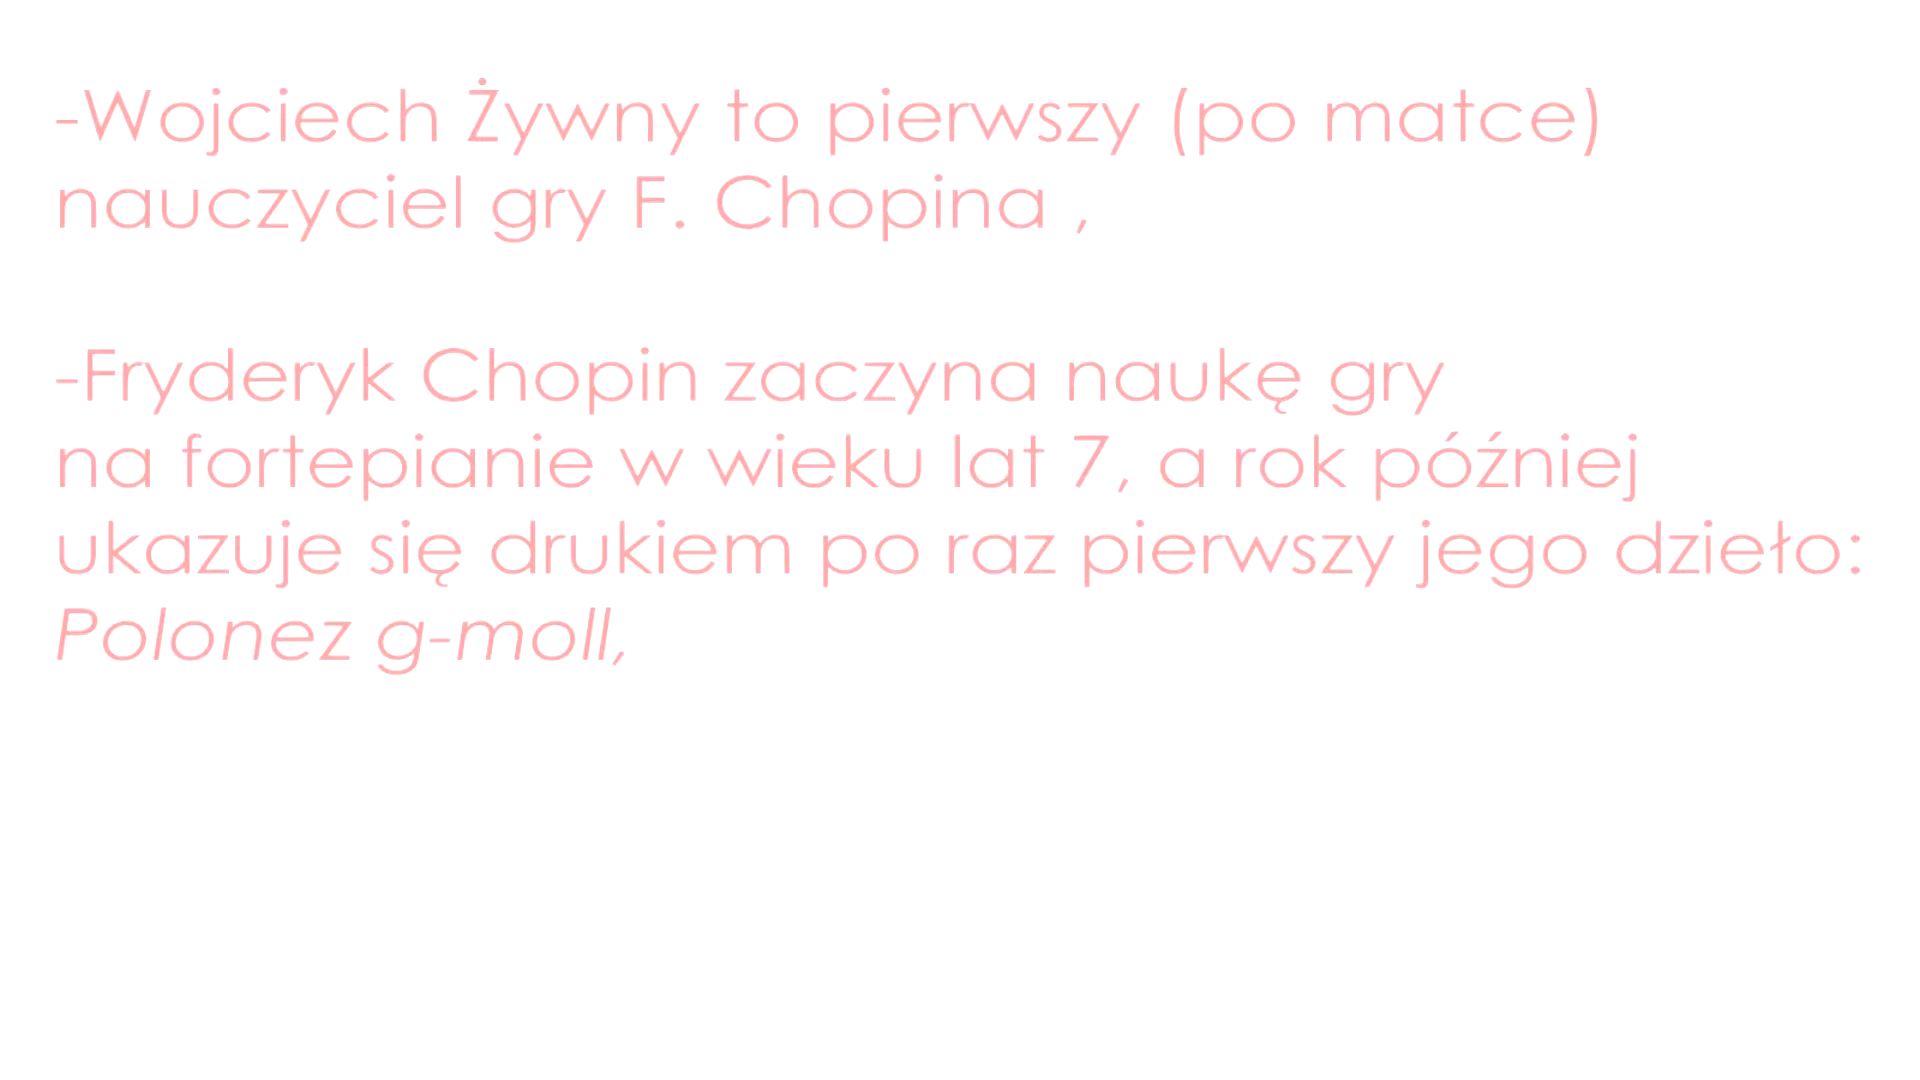 -Wojciech Żywny to pierwszy (po matce)
nauczyciel gry F. Chopina ,
-Fryderyk Chopin zaczyna naukę gry
na fortepianie w wieku lat 7, a rok później
ukazuje się drukiem po raz pierwszy jego dzieło:
Polonez g-moll,